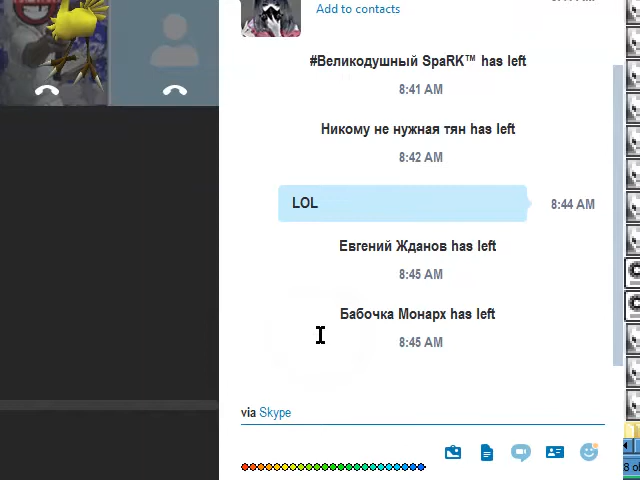 Add to contacts
#Великодушный SpaRK™ has left
8:41 AM
Никому не нужная тян has left
8:42 AM
LOL
8:44 AM
Евгений Жданов has left
8:45 AM
Бабочка Монарх has left
8:45 AM
via Skype